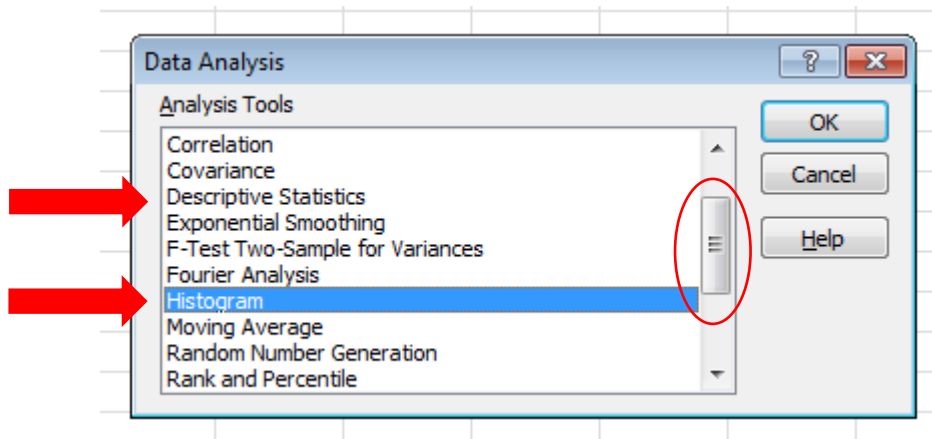 Data Analysis
?
Analysis Tools
Correlation
Covariance
Descriptive Statistics
Exponential Smoothing
F-Test Two-Sample for Variances
Fourier Analysis
Histogram
Moving Average
Random Number Generation
Rank and Percentile
OK
Cancel
Help